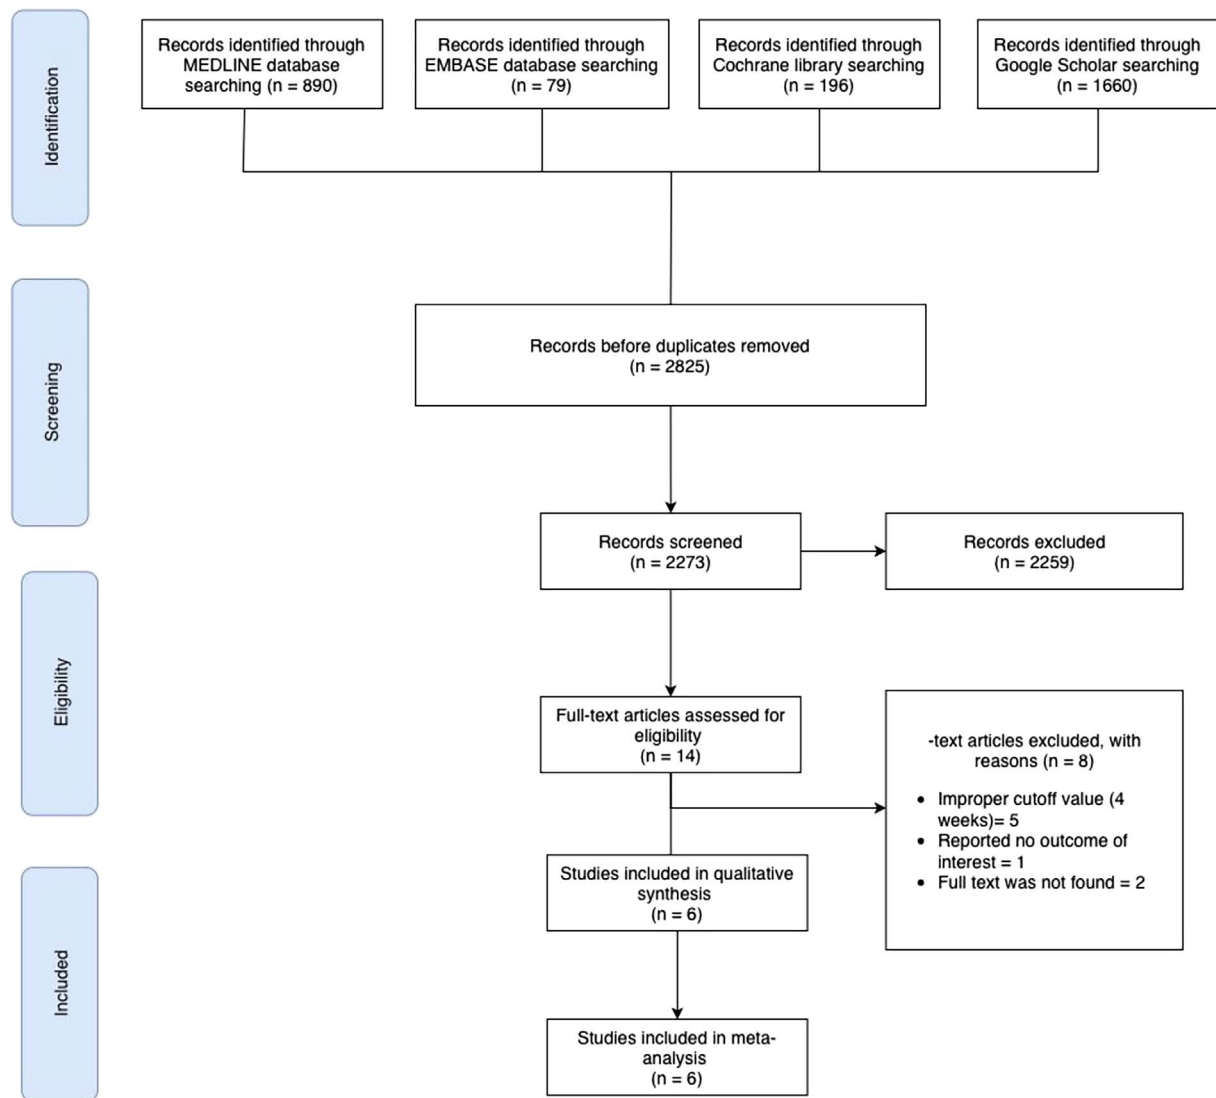 Identification
Records identified through
MEDLINE database
searching (n = 890)
Records identified through
EMBASE database searching
(n = 79)
Records identified through
Cochrane library searching
(n = 196)
Records identified through
Google Scholar searching
(n = 1660)
Screening
Records before duplicates removed
(n = 2825)
Records screened
(n = 2273)
Records excluded
(n = 2259)
Eligibility
Full-text articles assessed for
eligibility
(n = 14)
-text articles excluded, with
reasons (n = 8)
• Improper cutoff value (4
weeks)= 5
• Reported no outcome of
interest = 1
• Full text was not found = 2
Included
Studies included in qualitative
synthesis
(n = 6)
Studies included in meta-
analysis
(n = 6)